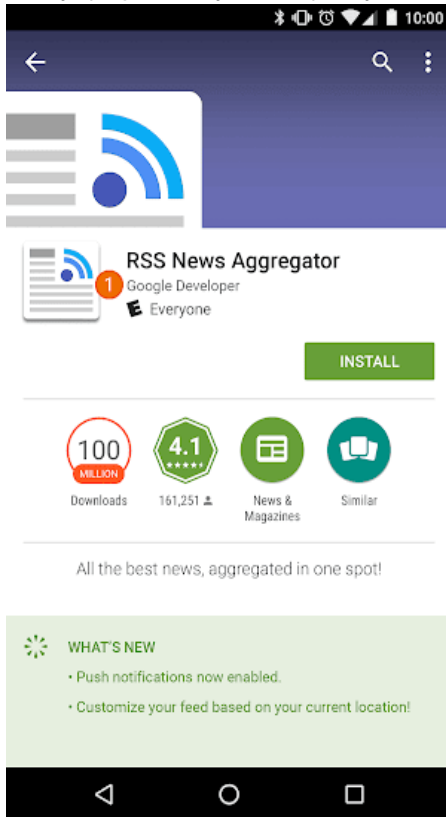 10:00
RSS News Aggregator
1
Google Developer
E Everyone
INSTALL
100
MILLION
4.1
Downloads
161,251
News &
Magazines
Similar
All the best news, aggregated in one spot!
WHAT'S NEW
• Push notifications now enabled.
• Customize your feed based on your current location!